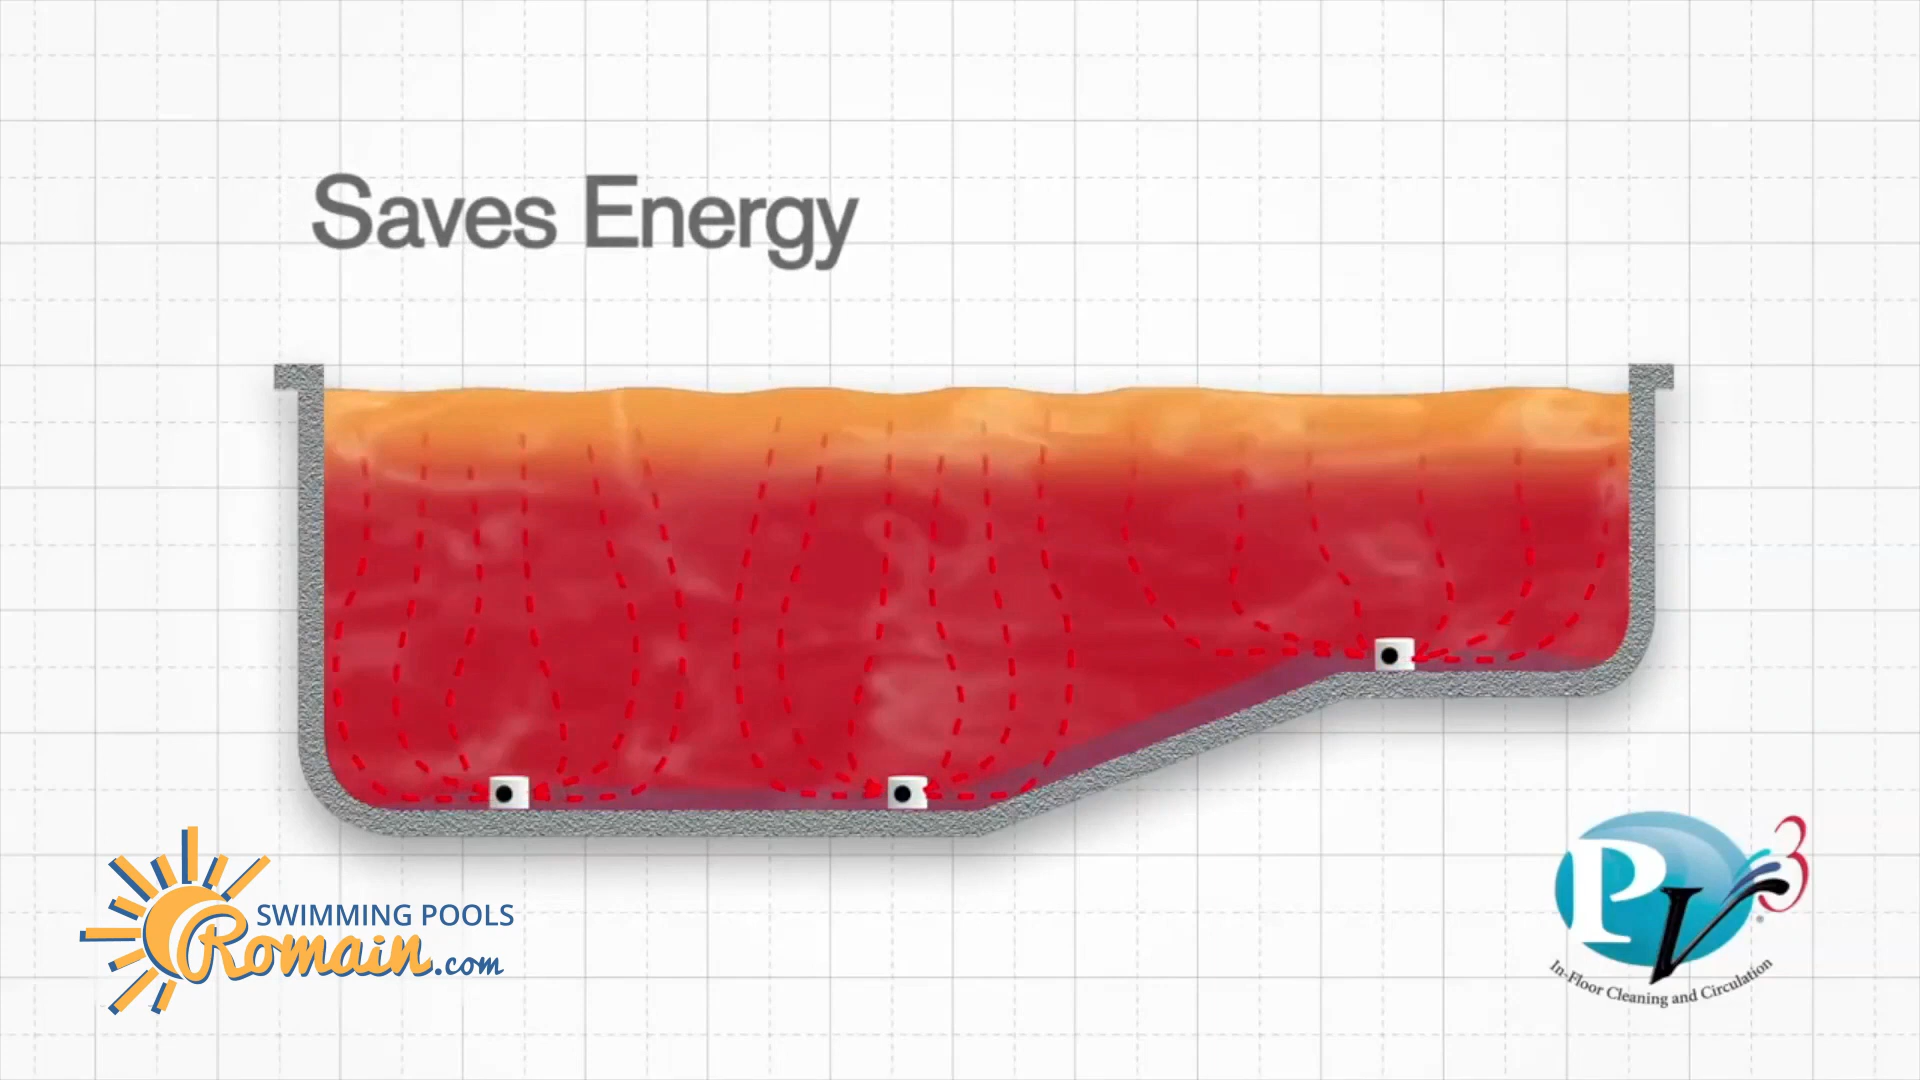 Saves Energy
SWIMMING POOLS
Romain.com
PV3
®
In-Floor Cleaning and Circulation